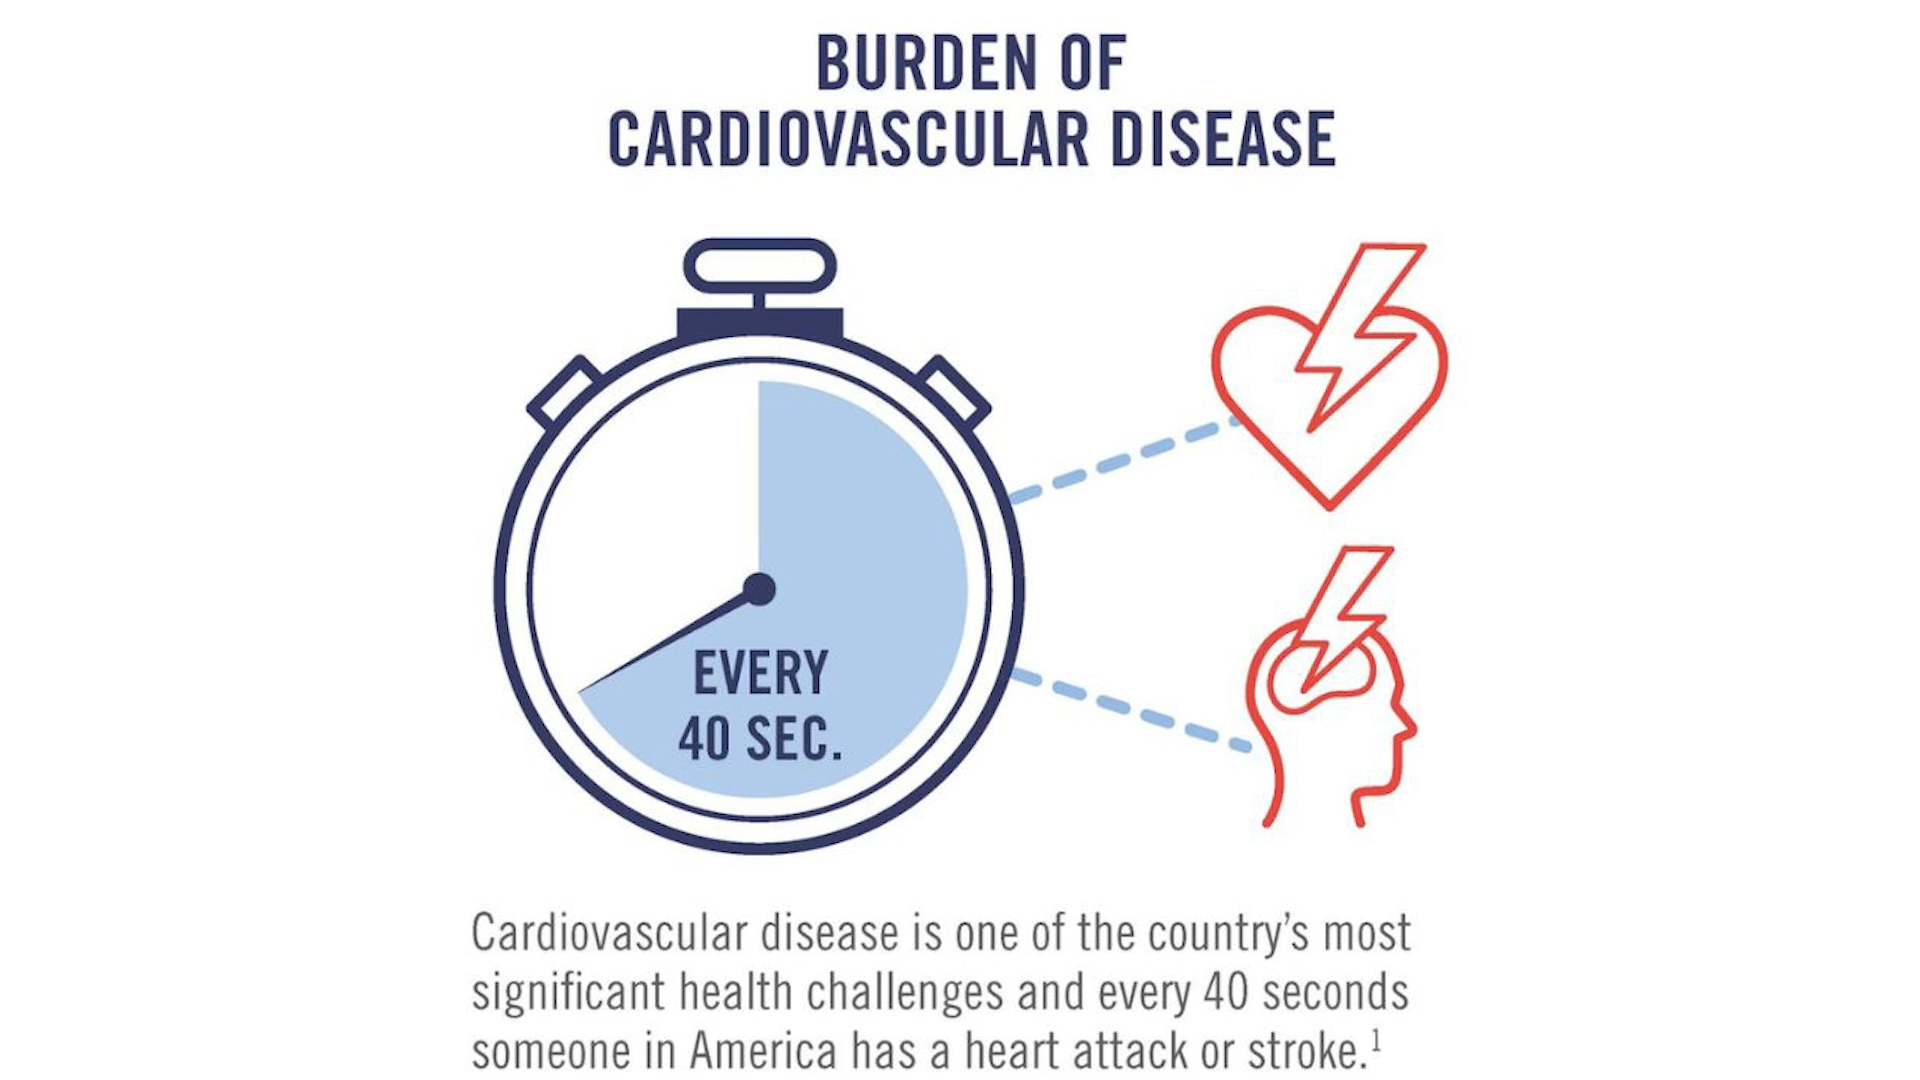 BURDEN OF
CARDIOVASCULAR DISEASE
EVERY
40 SEC.
Cardiovascular disease is one of the country’s most
significant health challenges and every 40 seconds
someone in America has a heart attack or stroke.¹